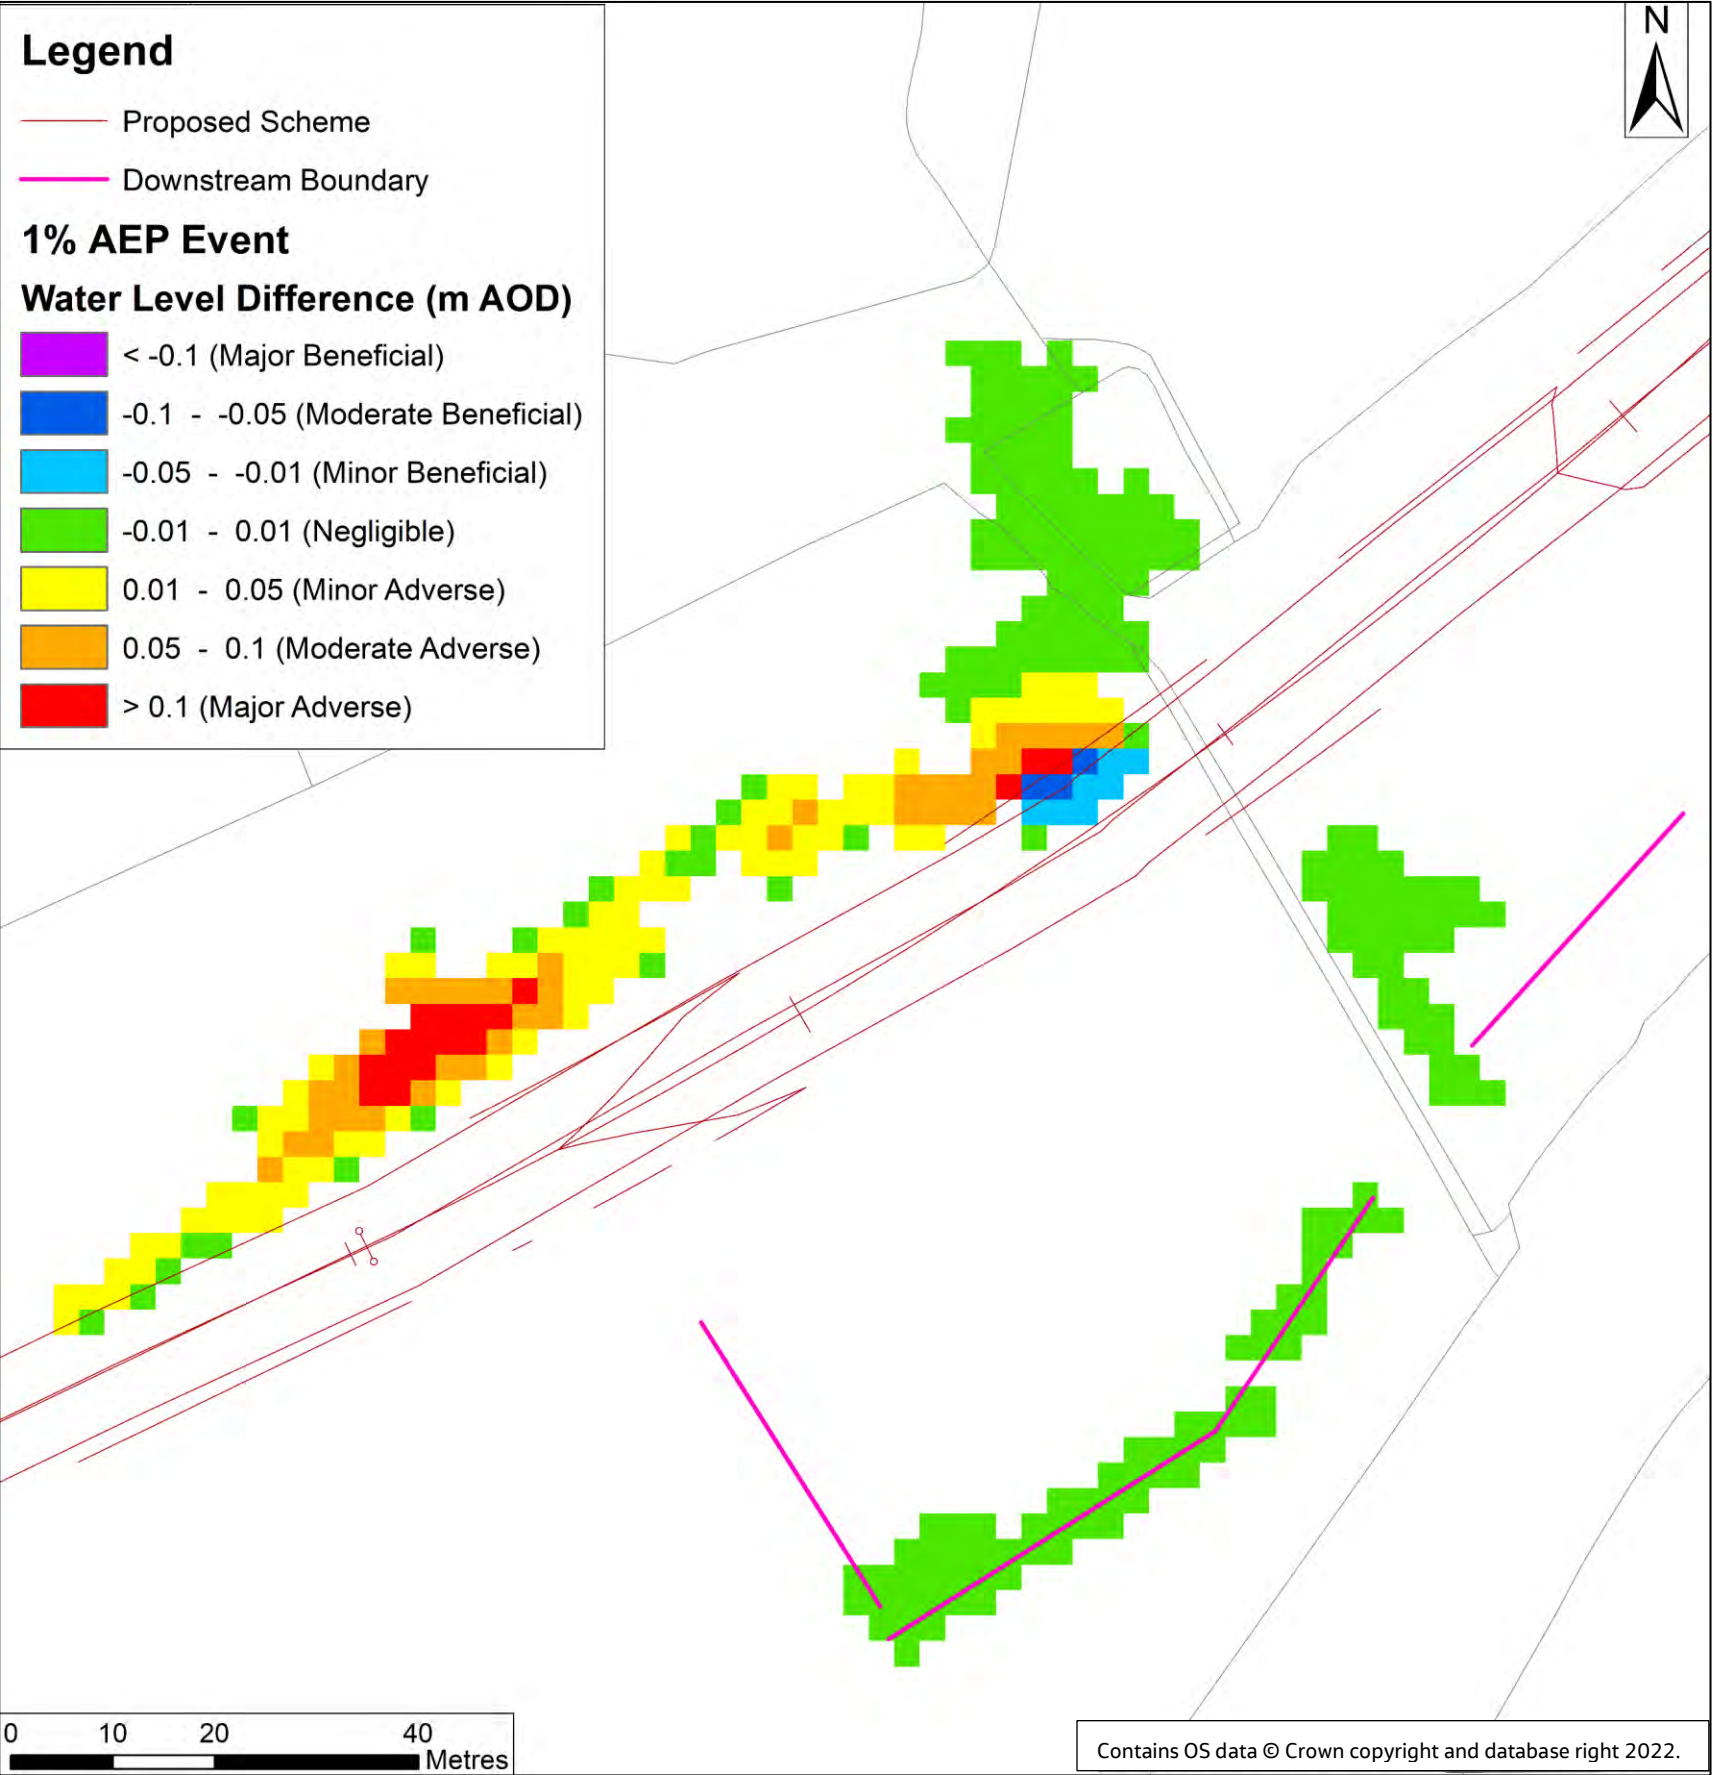 Legend
Proposed Scheme
Downstream Boundary
1% AEP Event
Water Level Difference (m AOD)
< -0.1 (Major Beneficial)
-0.1 - -0.05 (Moderate Beneficial)
-0.05 - -0.01 (Minor Beneficial)
-0.01 - 0.01 (Negligible)
0.01 - 0.05 (Minor Adverse)
0.05 - 0.1 (Moderate Adverse)
> 0.1 (Major Adverse)
N
0 10 20 40
Metres
Contains OS data © Crown copyright and database right 2022.